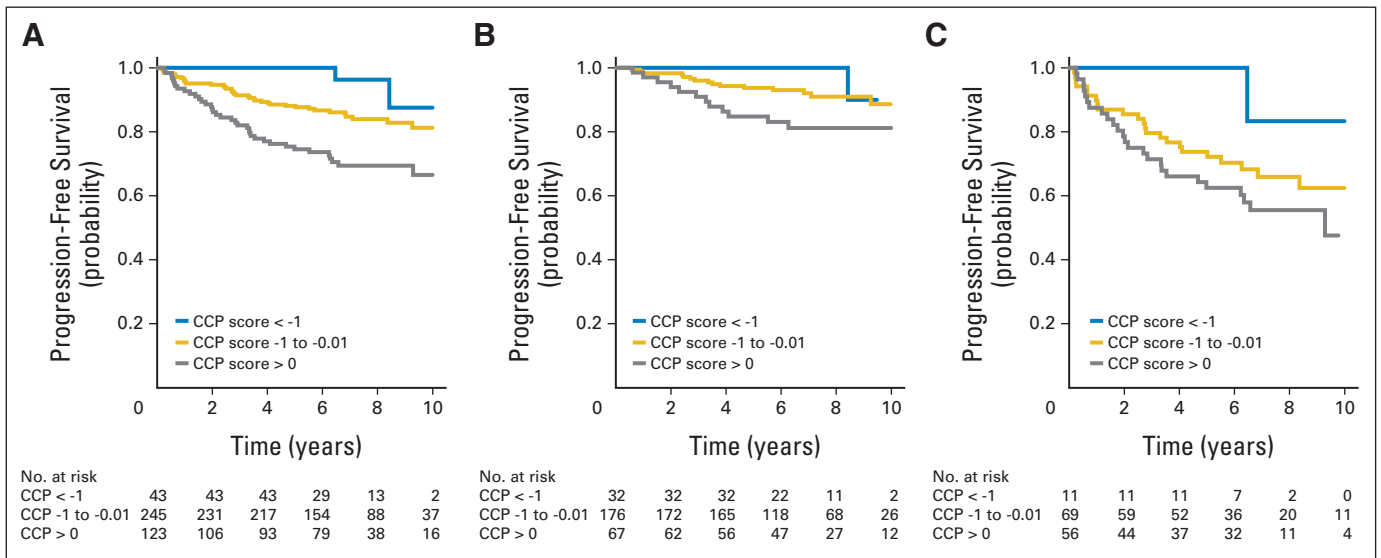 A
Progression-Free Survival
(probability)
1.0
0.8
0.6
0.4
0.2
0
2
4
6
8
10
CCP score < -1
CCP score -1 to -0.01
CCP score > 0
Time (years)
No. at risk
CCP < -1 43 43 43 29 13 2
CCP -1 to -0.01 245 231 217 154 88 37
CCP > 0 123 106 93 79 38 16
B
Progression-Free Survival
(probability)
1.0
0.8
0.6
0.4
0.2
0
2
4
6
8
10
CCP score < -1
CCP score -1 to -0.01
CCP score > 0
Time (years)
No. at risk
CCP < -1 32 32 32 22 11 2
CCP -1 to -0.01 176 172 165 118 68 26
CCP > 0 67 62 56 47 27 12
C
Progression-Free Survival
(probability)
1.0
0.8
0.6
0.4
0.2
0
2
4
6
8
10
CCP score < -1
CCP score -1 to -0.01
CCP score > 0
Time (years)
No. at risk
CCP < -1 11 11 11 7 2 0
CCP -1 to -0.01 69 59 52 36 20 11
CCP > 0 56 44 37 32 11 4